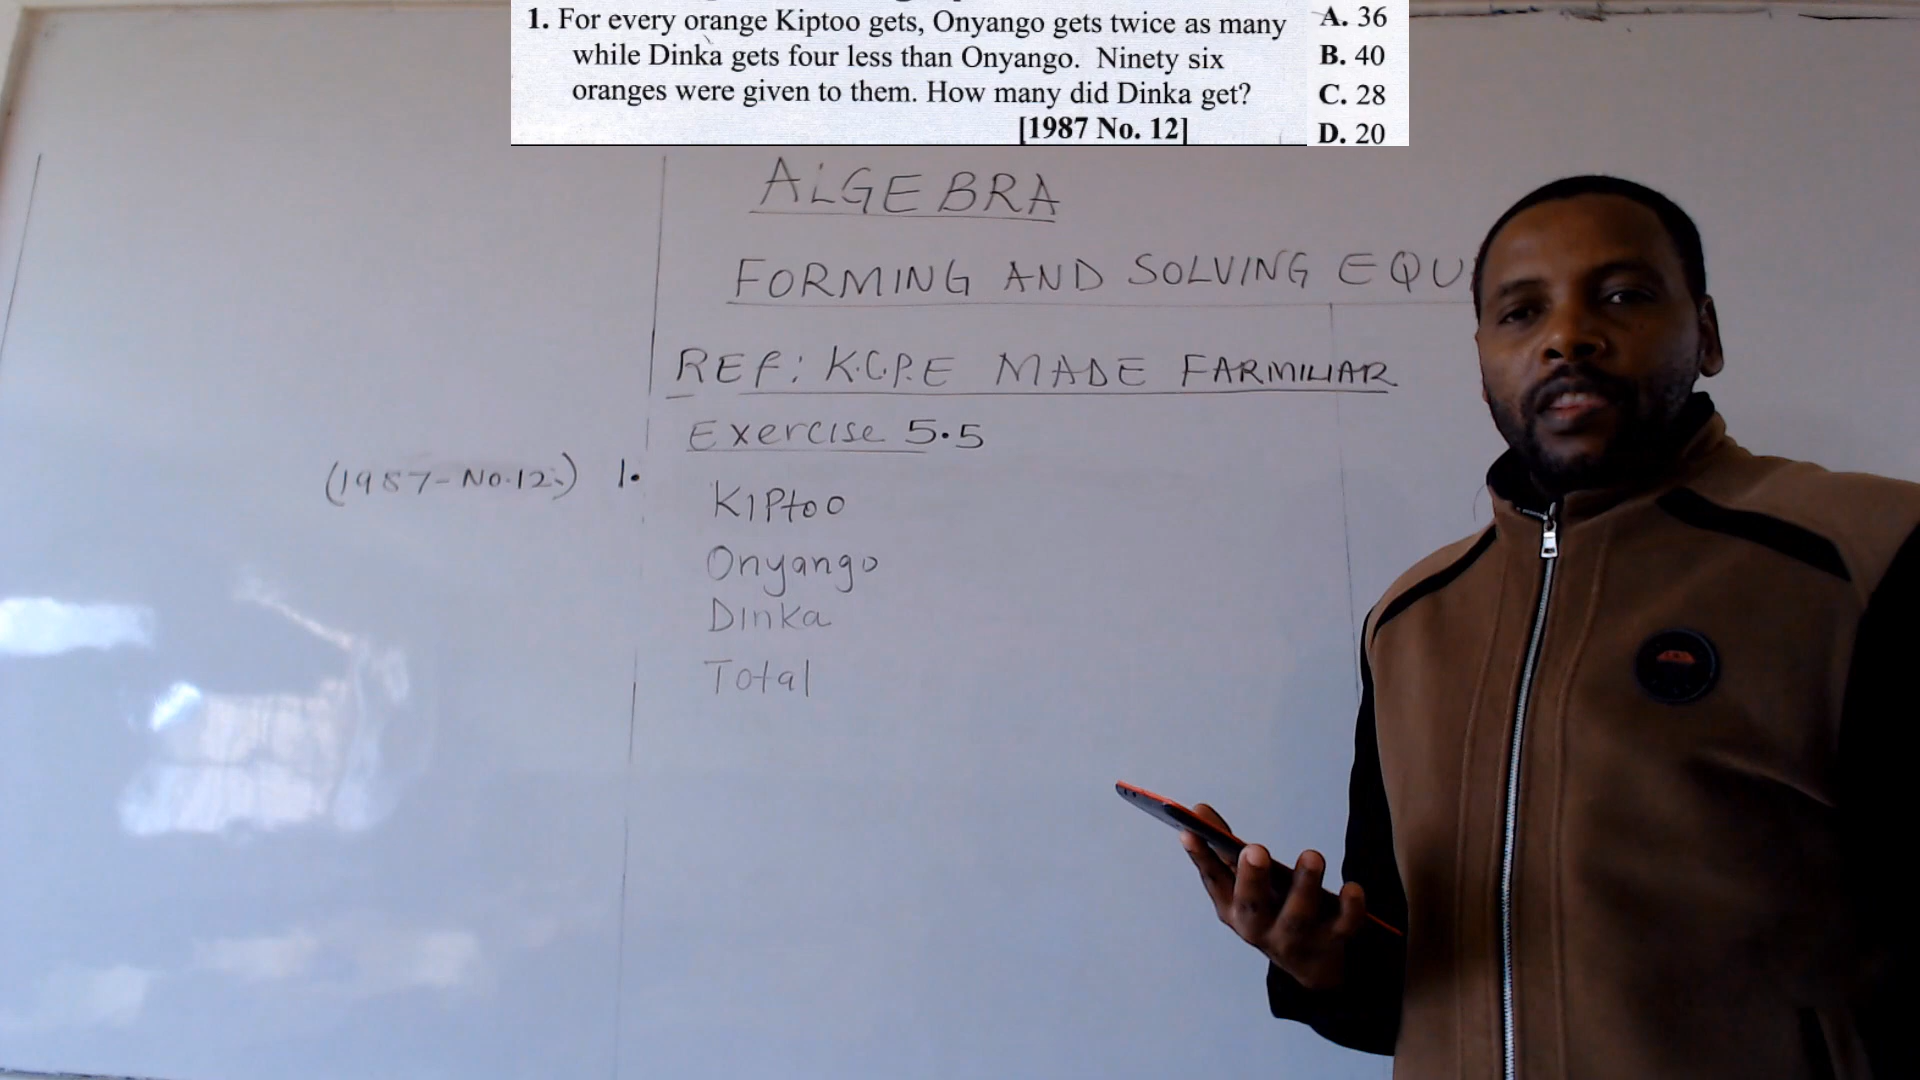 1. For every orange Kiptoo gets, Onyango gets twice as many
while Dinka gets four less than Onyango. Ninety six
oranges were given to them. How many did Dinka get?
[1987 No. 12]
A. 36
B. 40
C. 28
D. 20
ALGEBRA
FORMING AND SOLVING EQU
REF: K.C.P.E MADE FARMILIAR
Exercise 5.5
(1987-No.12.) 1.
Kiptoo
Onyango
Dinka
Total